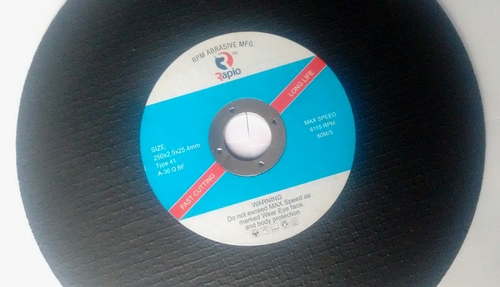 RPM ABRASIVE MFG.
Rapio
LONG LIFE
MAX SPEED
6115 RPM
80M/S
SIZE
250x2.5x25.4mm
Type 41
A-36 Q BF
FAST CUTTING
WARNING
Do not exceed MAX Speed as
marked Wear Eye face,
and body protection